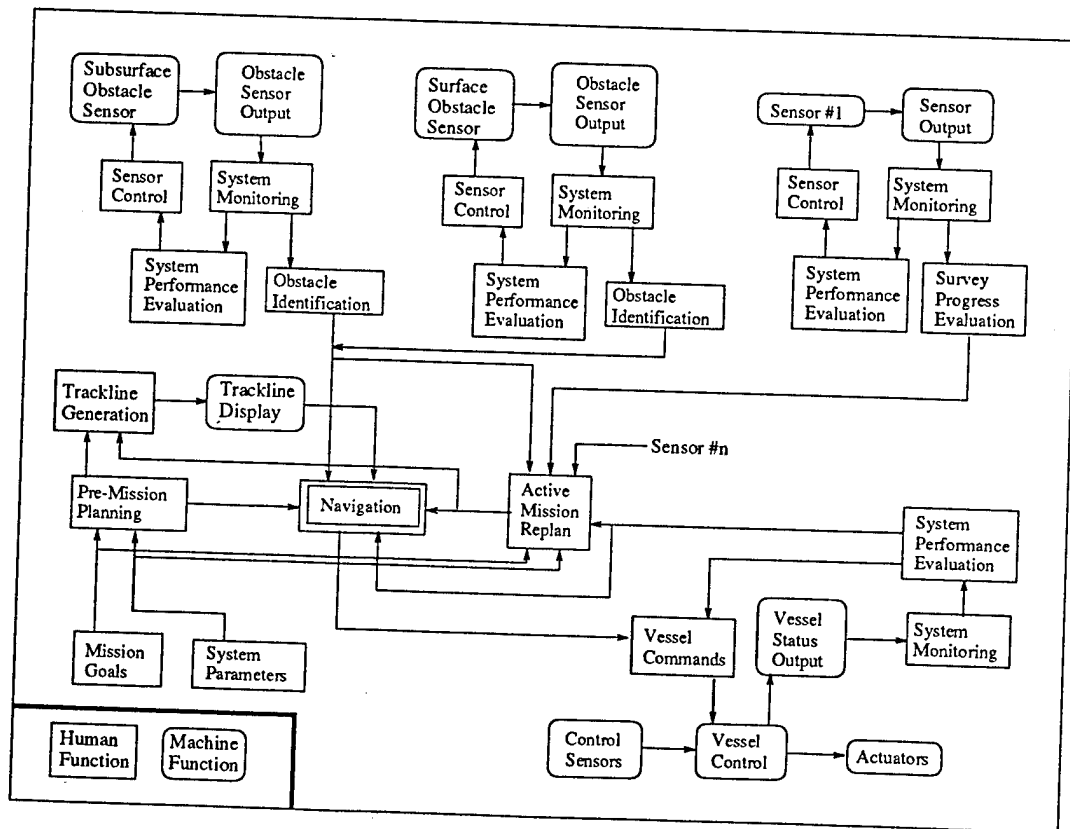 Subsurface
Obstacle
Sensor
Obstacle
Sensor
Output
Surface
Obstacle
Sensor
Obstacle
Sensor
Output
Sensor #1
Sensor
Output
Sensor
Control
System
Monitoring
Sensor
Control
System
Monitoring
Sensor
Control
System
Monitoring
System
Performance
Evaluation
Obstacle
Identification
System
Performance
Evaluation
Obstacle
Identification
System
Performance
Evaluation
Survey
Progress
Evaluation
Trackline
Generation
Trackline
Display
Sensor #n
Pre-Mission
Planning
Navigation
Active
Mission
Replan
System
Performance
Evaluation
Mission
Goals
System
Parameters
Vessel
Commands
Vessel
Status
Output
System
Monitoring
Human
Function
Machine
Function
Control
Sensors
Vessel
Control
Actuators